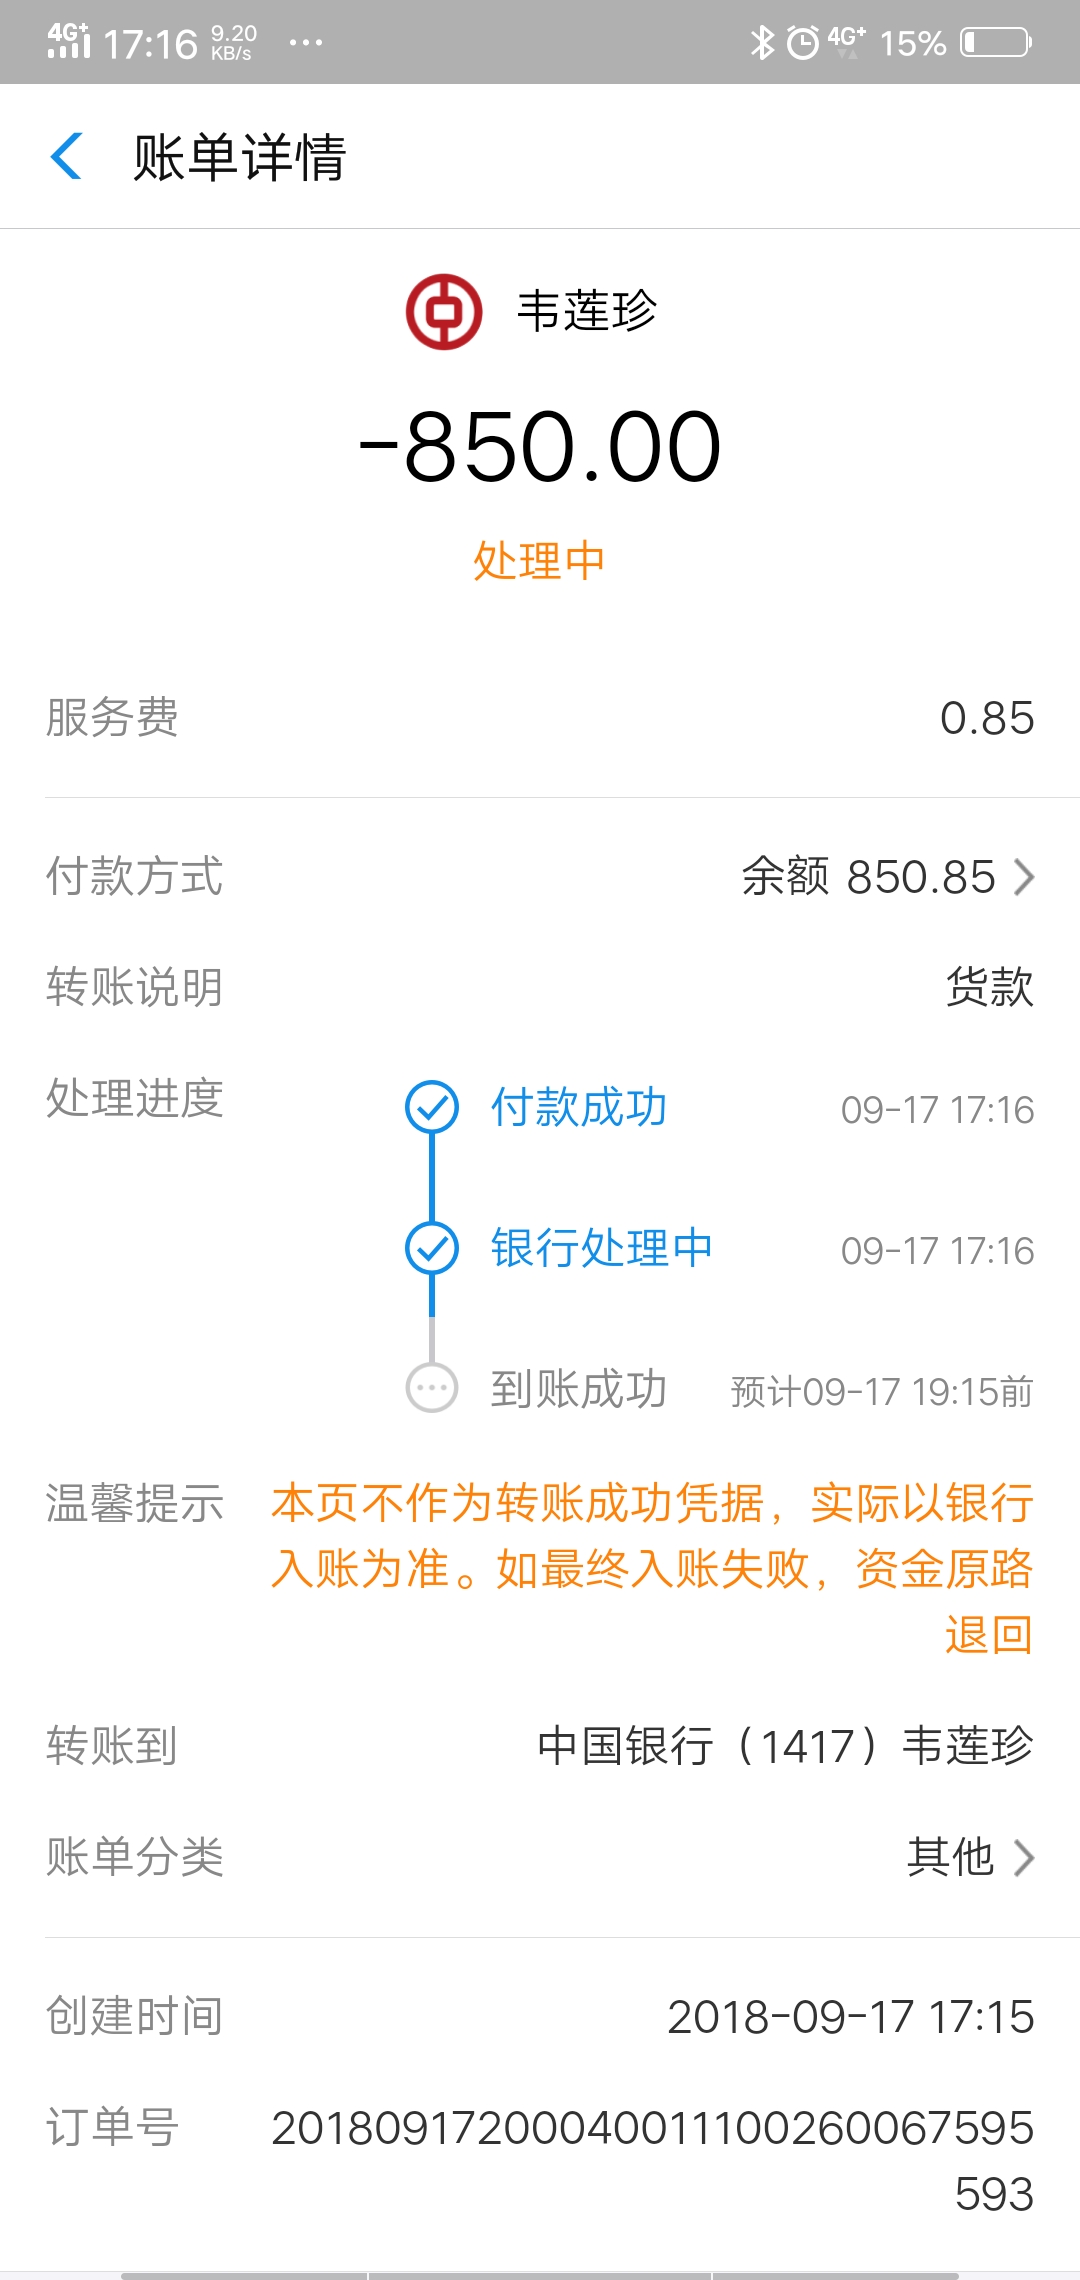 4G+ 17:16 9.20 KB/s ... 4G+ 15%
账单详情
韦莲珍
-850.00
处理中
服务费 0.85
付款方式 余额 850.85
转账说明 货款
处理进度 付款成功 09-17 17:16
银行处理中 09-17 17:16
到账成功 预计09-17 19:15前
温馨提示 本页不作为转账成功凭据，实际以银行
入账为准。如最终入账失败，资金原路
退回
转账到 中国银行（1417）韦莲珍
账单分类 其他
创建时间 2018-09-17 17:15
订单号 20180917200040011100260067595
593